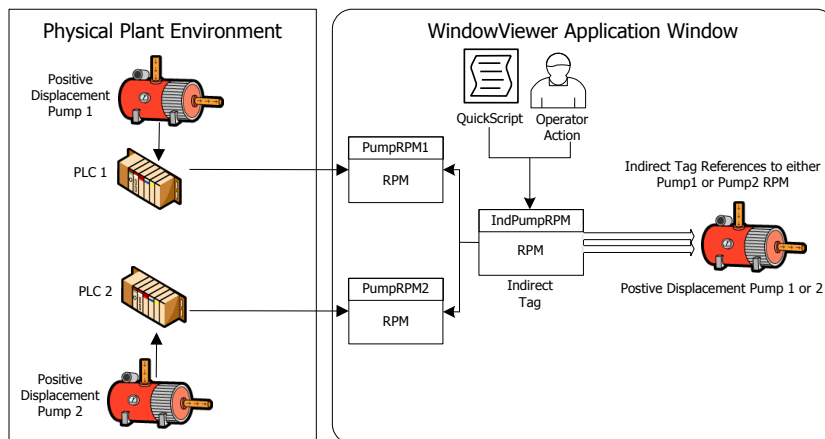 Physical Plant Environment
WindowViewer Application Window
Positive
Displacement
Pump 1
PLC 1
PLC 2
Positive
Displacement
Pump 2
QuickScript
Operator
Action
PumpRPM1
RPM
IndPumpRPM
RPM
Indirect
Tag
PumpRPM2
RPM
Indirect Tag References to either
Pump1 or Pump2 RPM
Postive Displacement Pump 1 or 2